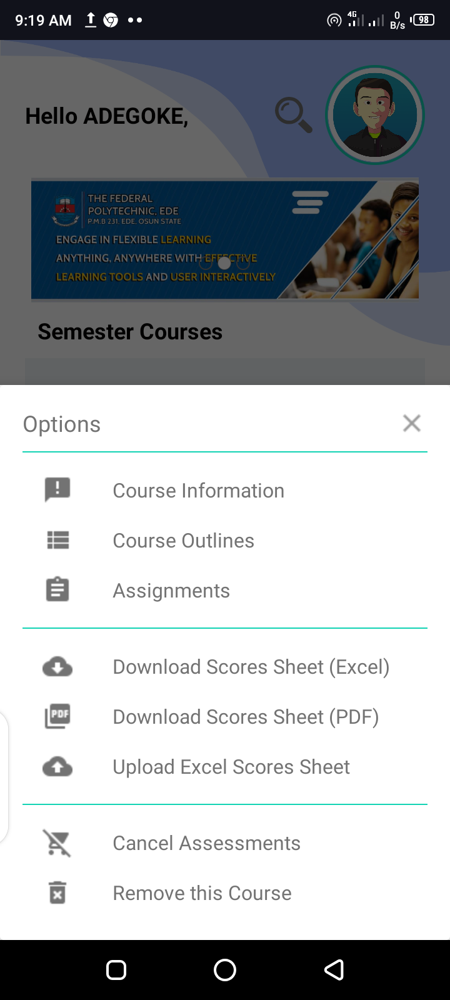 9:19 AM
4G
0
B/s
98
Hello ADEGOKE,
THE FEDERAL
POLYTECHNIC, EDE
P.M.B 231, EDE, OSUN STATE
ENGAGE IN FLEXIBLE LEARNING
ANYTHING, ANYWHERE WITH EFFECTIVE
LEARNING TOOLS AND USER INTERACTIVELY
Semester Courses
Options
Course Information
Course Outlines
Assignments
Download Scores Sheet (Excel)
PDF
Download Scores Sheet (PDF)
Upload Excel Scores Sheet
Cancel Assessments
Remove this Course